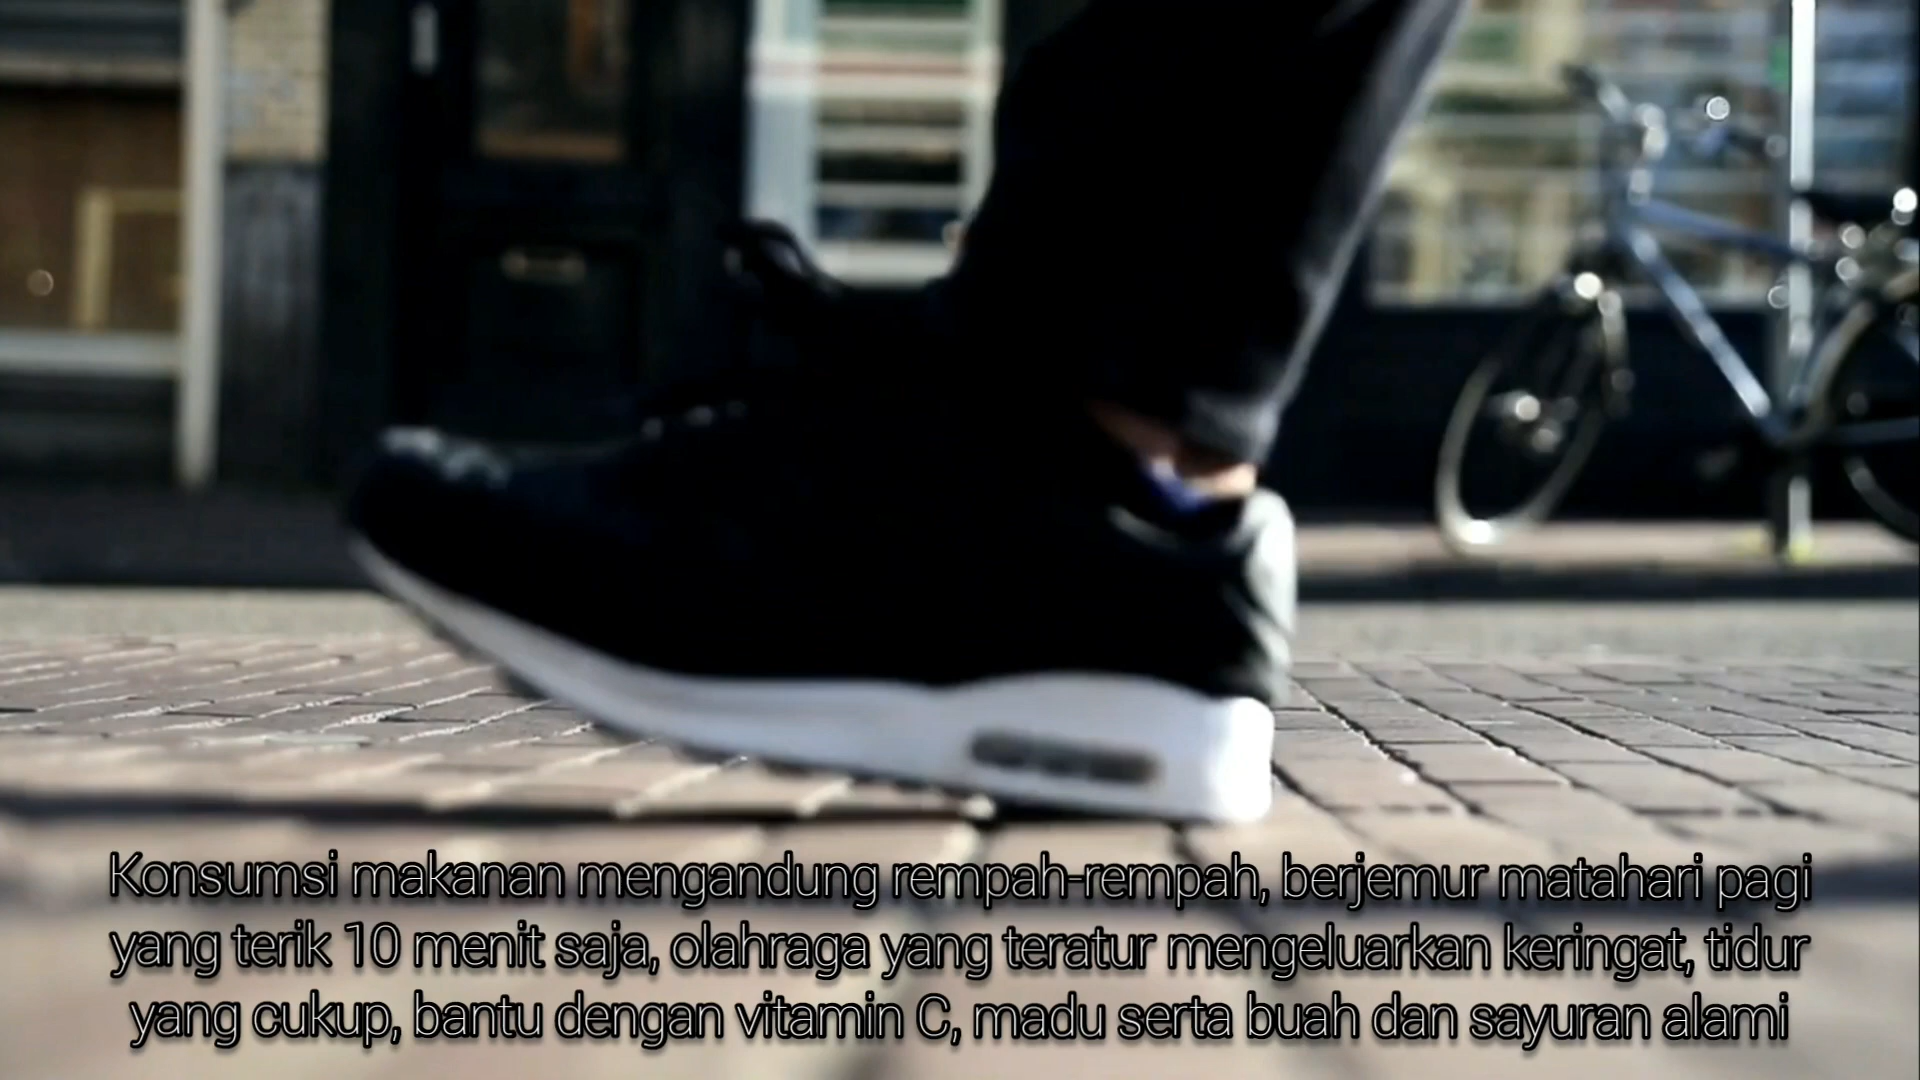 Konsumsi makanan mengandung rempah-rempah, berjemur matahari pagi
yang terik 10 menit saja, olahraga yang teratur mengeluarkan keringat, tidur
yang cukup, bantu dengan vitamin C, madu serta buah dan sayuran alami